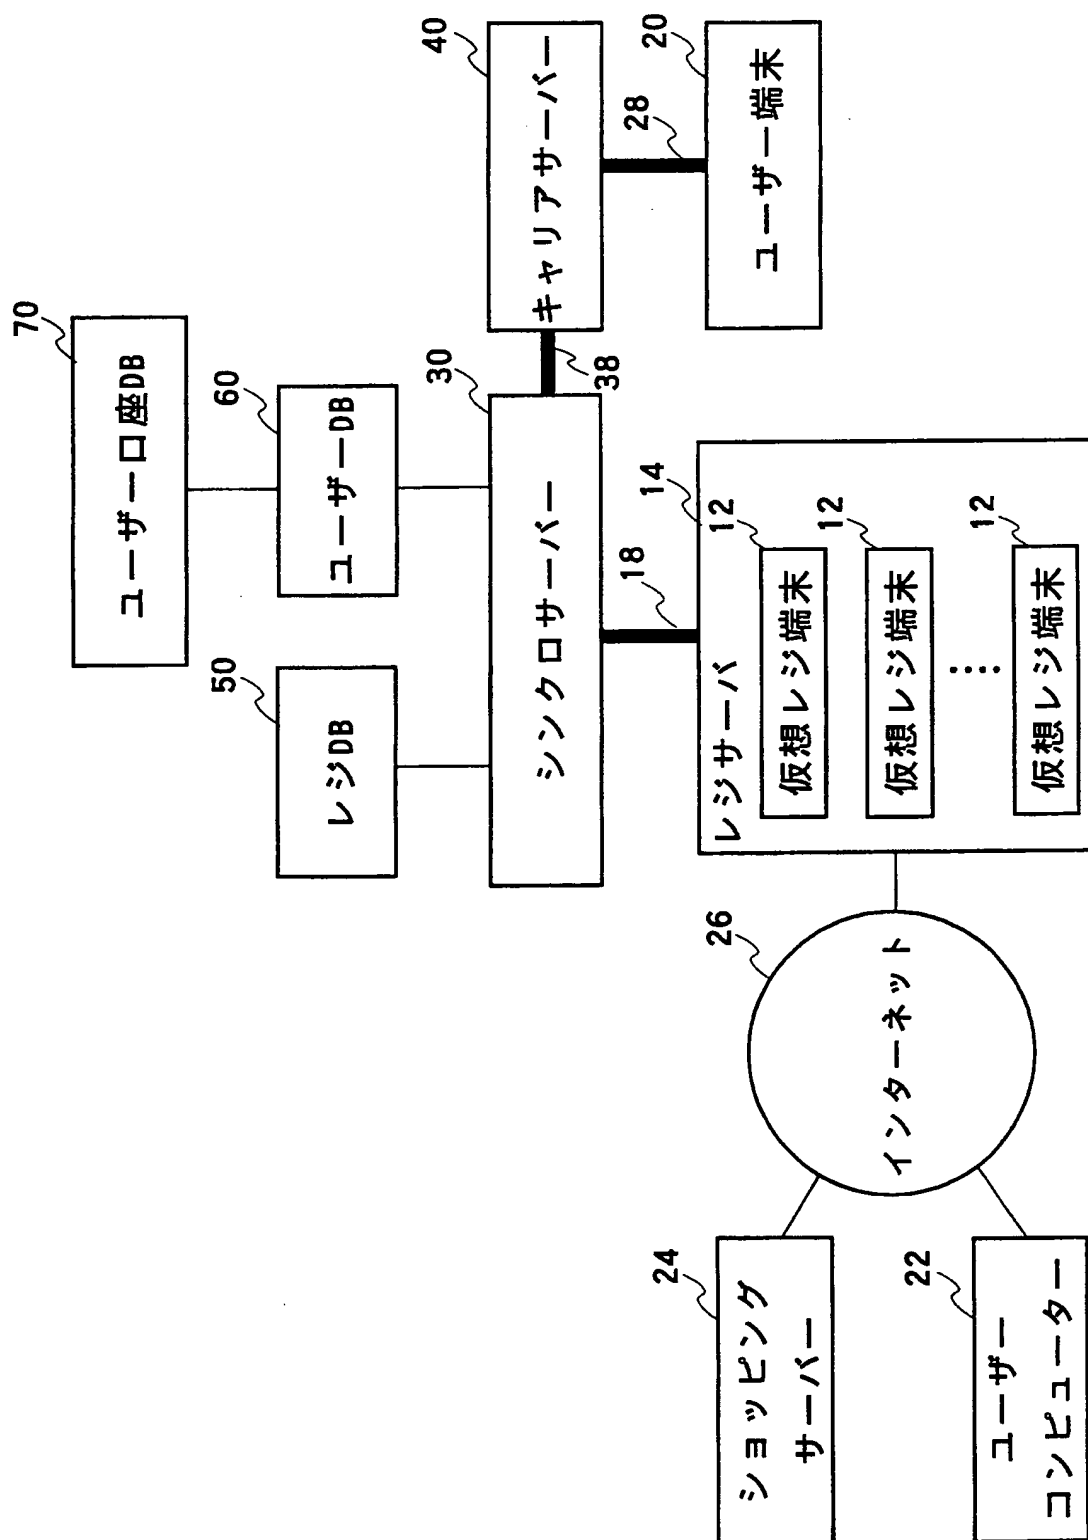 70
ユーザー口座DB
50
60
レジDB
ユーザーDB
30
40
シンクロサーバー
キャリアサーバー
38
18
28
24
14
20
ショッピング
サーバー
26
レジサーバ
12
仮想レジ端末
ユーザー端末
インターネット
12
仮想レジ端末
22
ユーザー
コンピューター
12
仮想レジ端末